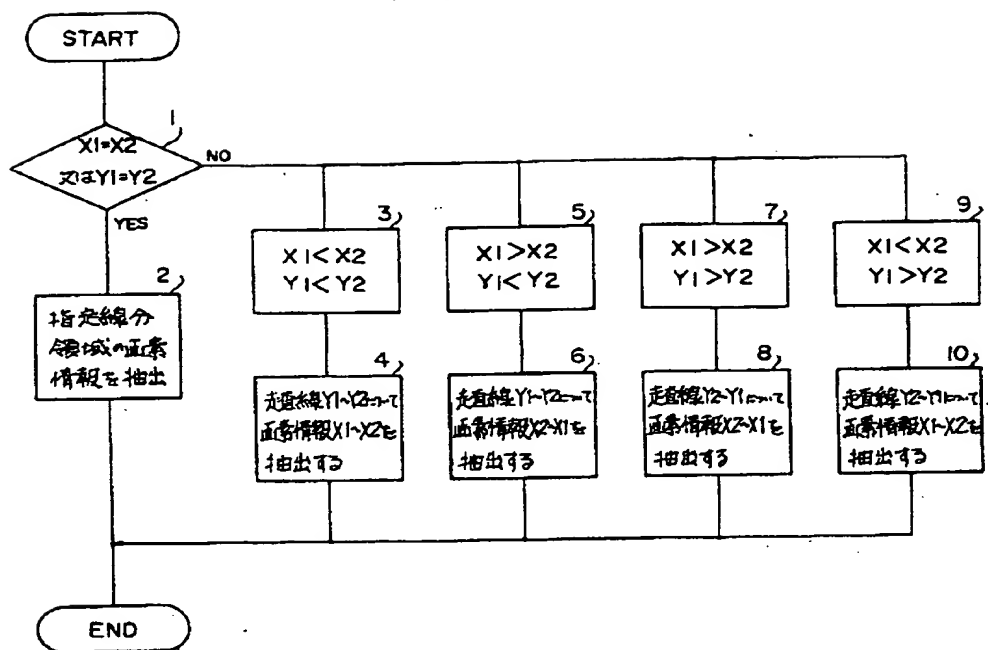 START
1
X1=X2
又はY1=Y2
NO
YES
2
指定線分
領域の画素
情報を抽出
3
X1<X2
Y1<Y2
4
走査線Y1~Y2について
画素情報X1~X2を
抽出する
5
X1>X2
Y1<Y2
6
走査線Y1~Y2について
画素情報X2~X1を
抽出する
7
X1>X2
Y1>Y2
8
走査線Y2~Y1について
画素情報X2~X1を
抽出する
9
X1<X2
Y1>Y2
10
走査線Y2~Y1について
画素情報X1~X2を
抽出する
END